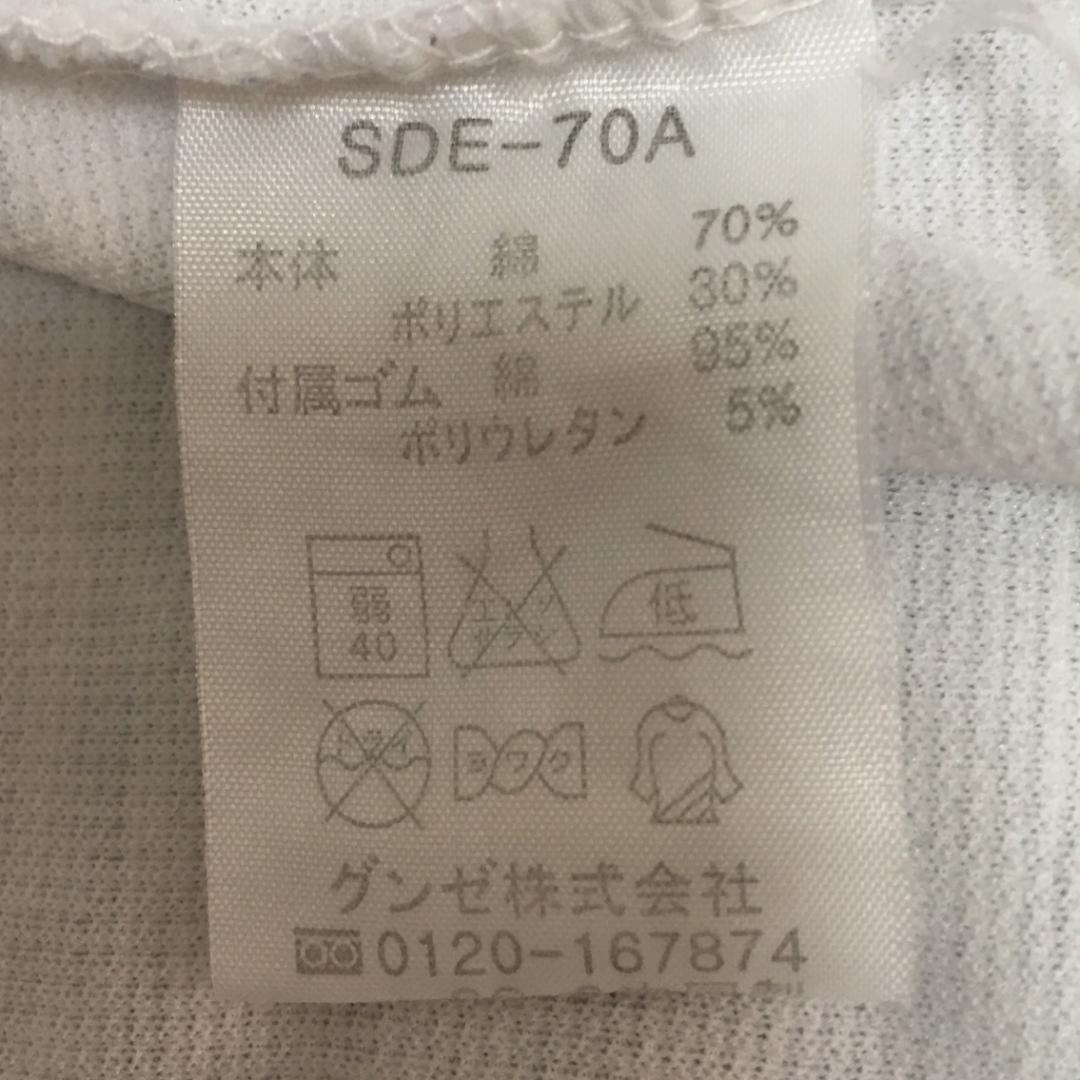 SDE-70A
本体 綿 70%
ポリエステル 30%
付属ゴム 綿 95%
ポリウレタン 5%
弱
40
エンソ
サラシ
低
ドライ
ヨワク
グンゼ株式会社
0120-167874